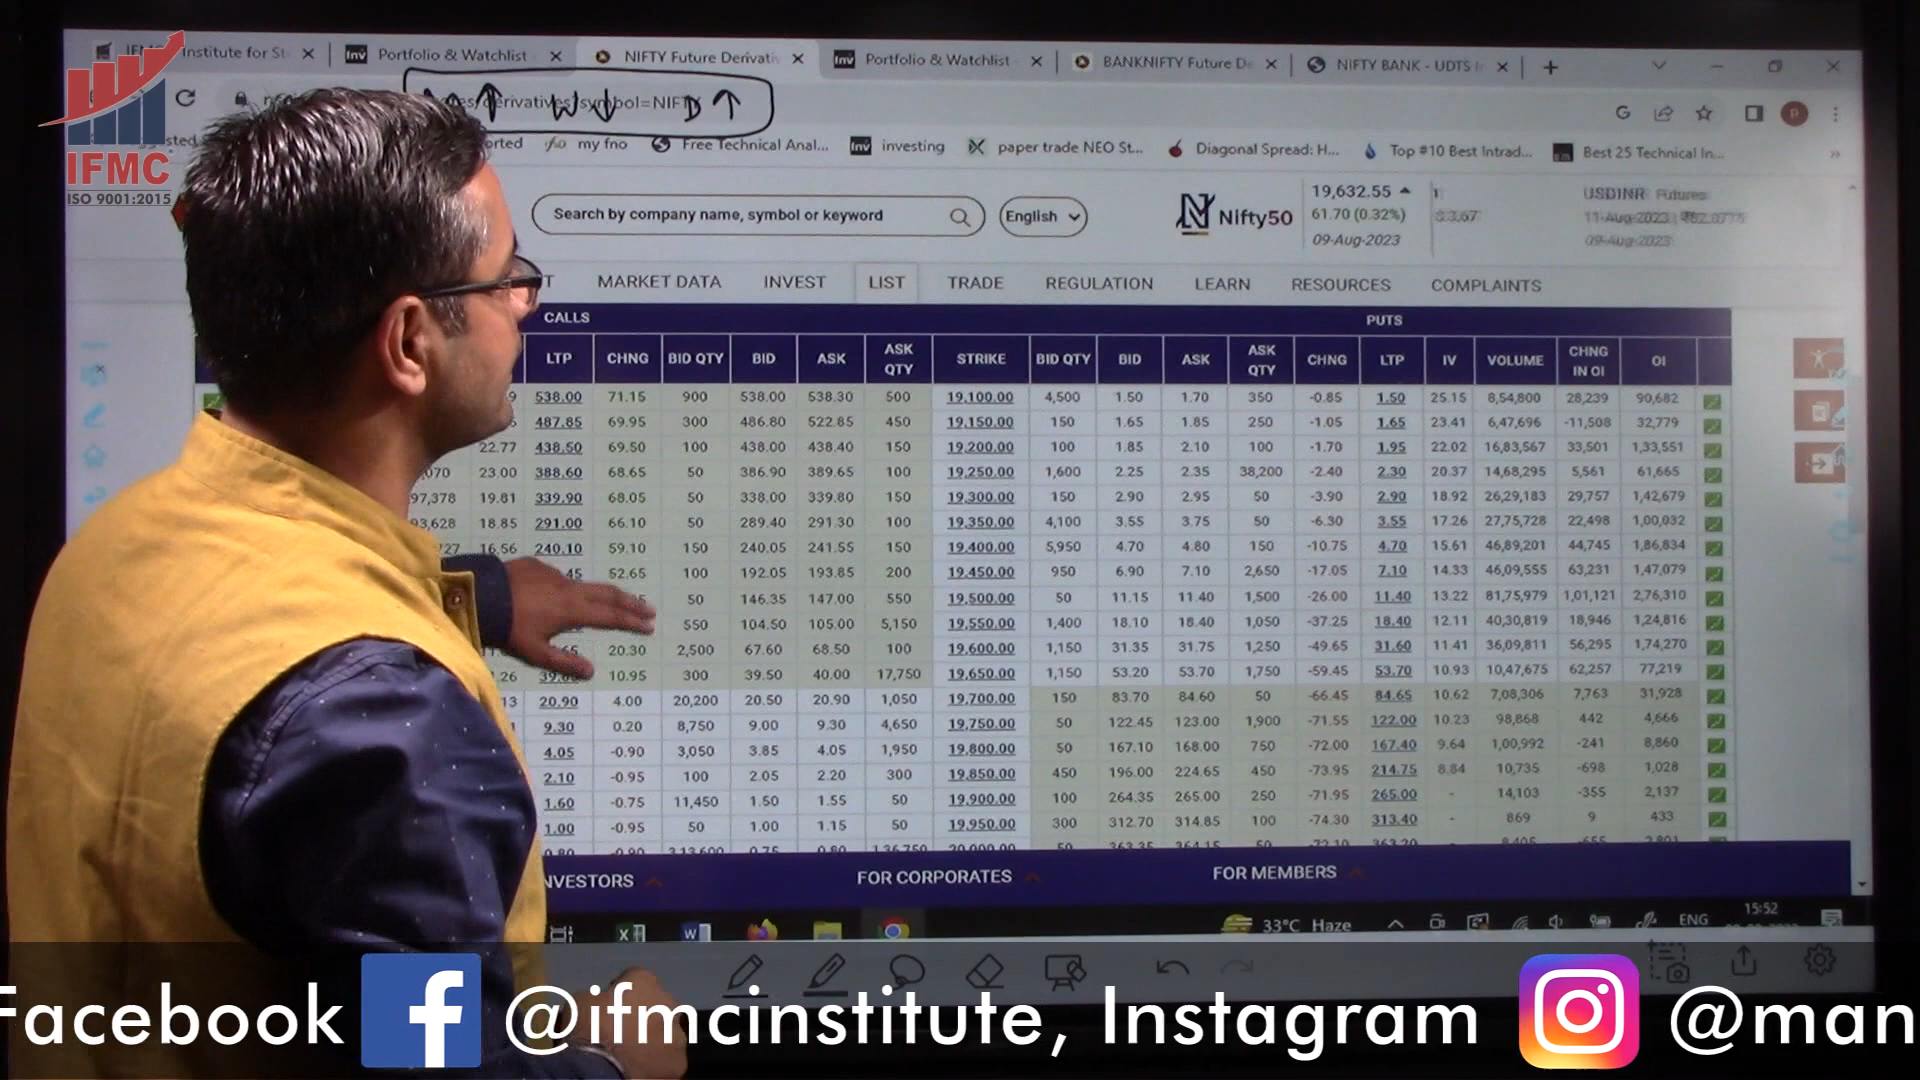 Institute for St
Portfolio & Watchlist
NIFTY Future Derivati
Portfolio & Watchlist
BANKNIFTY Future De
NIFTY BANK - UDTS I
derivatives symbol=NIFTY
W D
my fno
Free Technical Anal...
investing
paper trade NEO St...
Diagonal Spread: H...
Top #10 Best Intrad...
Best 25 Technical In...
IFMC
ISO 9001:2015
Search by company name, symbol or keyword
English
Nifty50
19,632.55
61.70 (0.32%)
09-Aug-2023
USDINR Futures
11-Aug-2023
09-Aug-2023
MARKET DATA INVEST LIST TRADE REGULATION LEARN RESOURCES COMPLAINTS
CALLS PUTS
LTP CHNG BID QTY BID ASK ASK QTY STRIKE BID QTY BID ASK ASK QTY CHNG LTP IV VOLUME CHNG IN OI OI
538.00 71.15 900 538.00 538.30 500 19,100.00 4,500 1.50 1.70 350 -0.85 1.50 25.15 8,54,800 28,239 90,682
487.85 69.95 300 486.80 522.85 450 19,150.00 150 1.65 1.85 250 -1.05 1.65 23.41 6,47,696 -11,508 32,779
22.77 438.50 69.50 100 438.00 438.40 150 19,200.00 100 1.85 2.10 100 -1.70 1.95 22.02 16,83,567 33,501 1,33,551
23.00 388.60 68.65 50 386.90 389.65 100 19,250.00 1,600 2.25 2.35 38,200 -2.40 2.30 20.37 14,68,295 5,561 61,665
97,378 19.81 339.90 68.05 50 338.00 339.80 150 19,300.00 150 2.90 2.95 50 -3.90 2.90 18.92 26,29,183 29,757 1,42,679
93,628 18.85 291.00 66.10 50 289.40 291.30 100 19,350.00 4,100 3.55 3.75 50 -6.30 3.55 17.26 27,75,728 22,498 1,00,032
16.56 240.10 59.10 150 240.05 241.55 150 19,400.00 5,950 4.70 4.80 150 -10.75 4.70 15.61 46,89,201 44,745 1,86,834
52.65 100 192.05 193.85 200 19,450.00 950 6.90 7.10 2,650 -17.05 7.10 14.33 46,09,555 63,231 1,47,079
50 146.35 147.00 550 19,500.00 50 11.15 11.40 1,500 -26.00 11.40 13.22 81,75,979 1,01,121 2,76,310
550 104.50 105.00 5,150 19,550.00 1,400 18.10 18.40 1,050 -37.25 18.40 12.11 40,30,819 18,946 1,24,816
20.30 2,500 67.60 68.50 100 19,600.00 1,150 31.35 31.75 1,250 -49.65 31.60 11.41 36,09,811 56,295 1,74,270
10.95 300 39.50 40.00 17,750 19,650.00 1,150 53.20 53.70 1,750 -59.45 53.70 10.93 10,47,675 62,257 77,219
20.90 4.00 20,200 20.50 20.90 1,050 19,700.00 150 83.70 84.60 50 -66.45 84.65 10.62 7,08,306 7,763 31,928
9.30 0.20 8,750 9.00 9.30 4,650 19,750.00 50 122.45 123.00 1,900 -71.55 122.00 10.23 98,868 442 4,666
4.05 -0.90 3,050 3.85 4.05 1,950 19,800.00 50 167.10 168.00 750 -72.00 167.40 9.64 1,00,992 -241 8,860
2.10 -0.95 100 2.05 2.20 300 19,850.00 450 196.00 224.65 450 -73.95 214.75 8.84 10,735 -698 1,028
1.60 -0.75 11,450 1.50 1.55 50 19,900.00 100 264.35 265.00 250 -71.95 265.00 - 14,103 -355 2,137
1.00 -0.95 50 1.00 1.15 50 19,950.00 300 312.70 314.85 100 -74.30 313.40 - 869 9 433
NVESTORS FOR CORPORATES FOR MEMBERS
33°C Haze ENG 15:52
Facebook @ifmcinstitute, Instagram @man